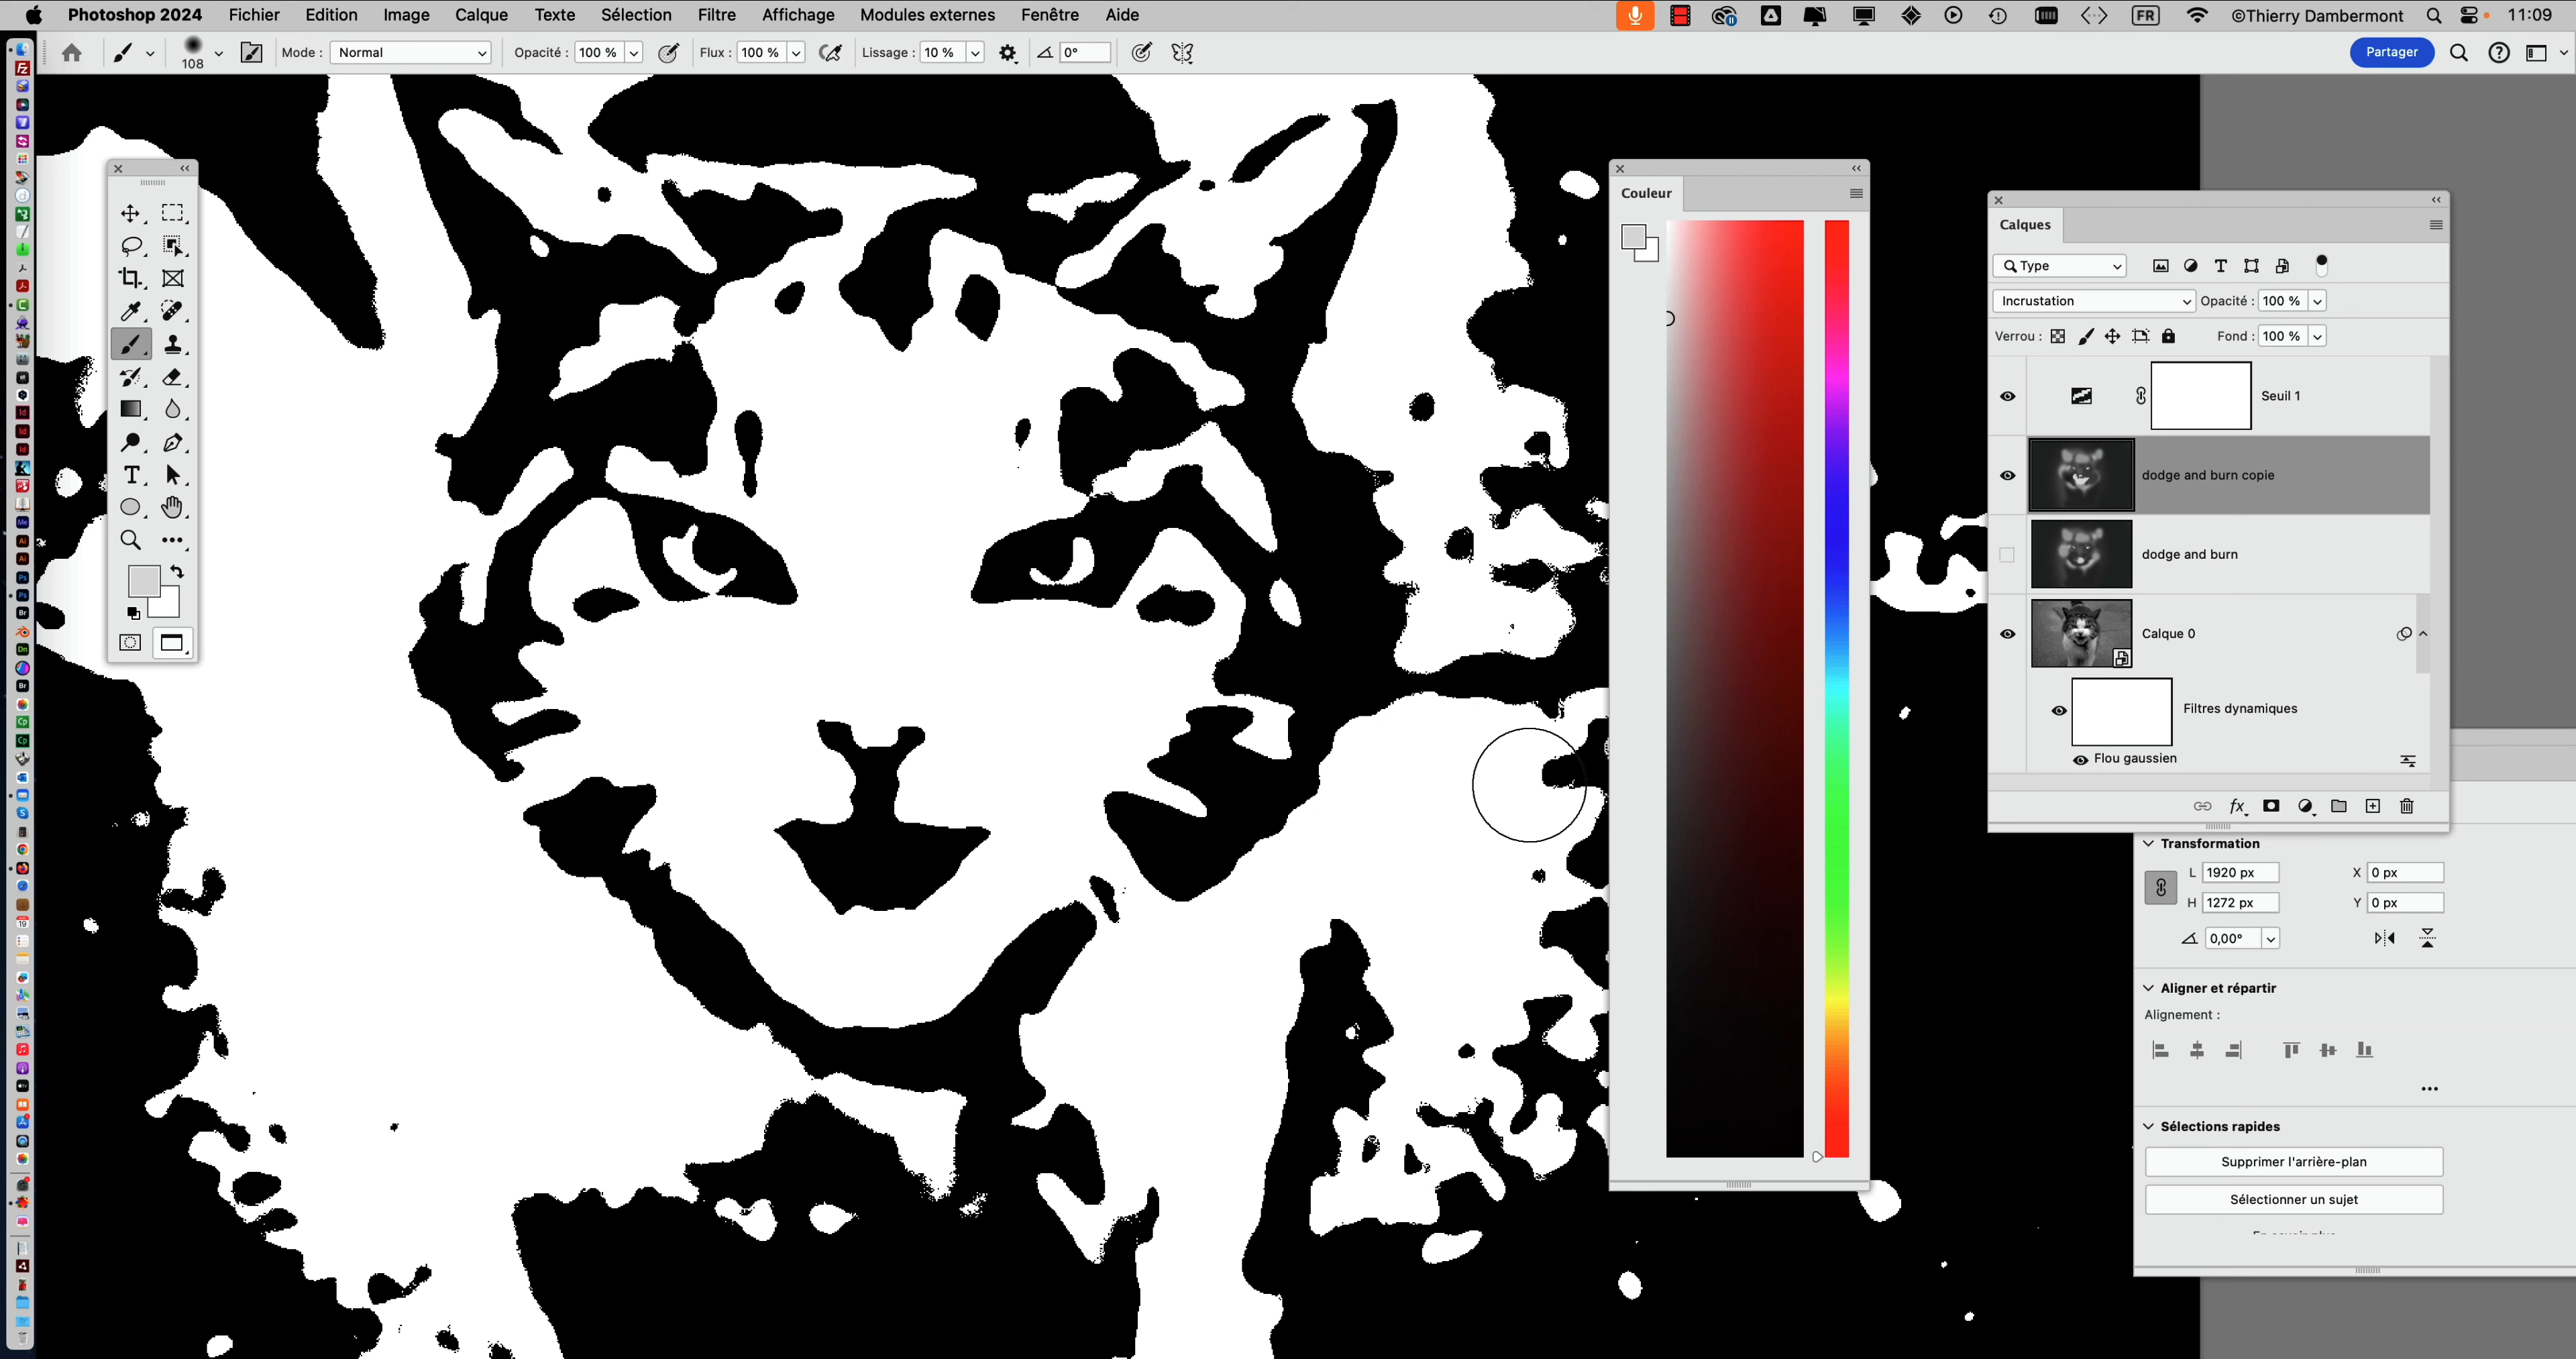 Photoshop 2024 Fichier Edition Image Calque Texte Sélection Filtre Affichage Modules externes Fenêtre Aide FR ©Thierry Dambermont 11:09
108 Mode : Normal Opacité : 100 % Flux : 100 % Lissage : 10 % 0° Partager
Couleur
Calques
Type
Incrustation Opacité : 100 %
Verrou : Fond : 100 %
Seuil 1
dodge and burn copie
dodge and burn
Calque 0
Filtres dynamiques
Flou gaussien
fx
Transformation
L 1920 px X 0 px
H 1272 px Y 0 px
0,00°
Aligner et répartir
Alignement :
Sélections rapides
Supprimer l'arrière-plan
Sélectionner un sujet